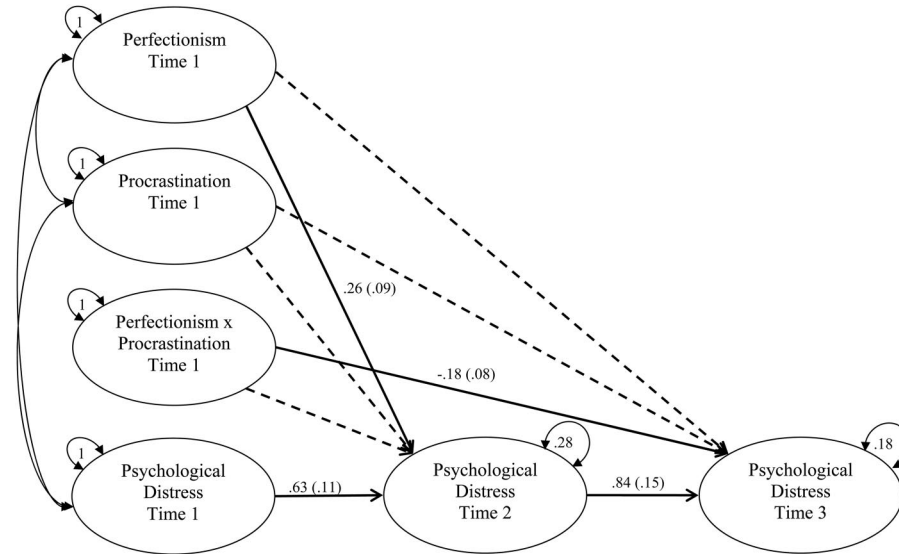 1
Perfectionism
Time 1
1
Procrastination
Time 1
.26 (.09)
1
Perfectionism x
Procrastination
Time 1
-.18 (.08)
1
Psychological
Distress
Time 1
.63 (.11)
.28
Psychological
Distress
Time 2
.84 (.15)
.18
Psychological
Distress
Time 3